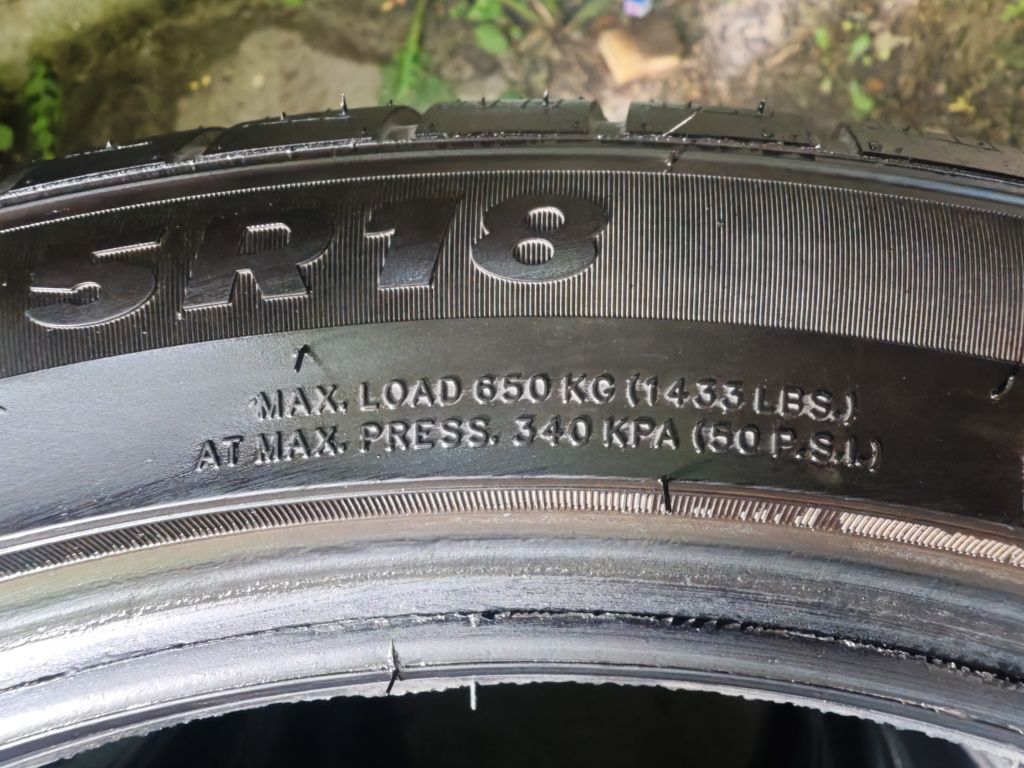 5R18
MAX. LOAD 650 KG (1433 LBS.)
AT MAX. PRESS. 340 KPA (50 P.S.I.)